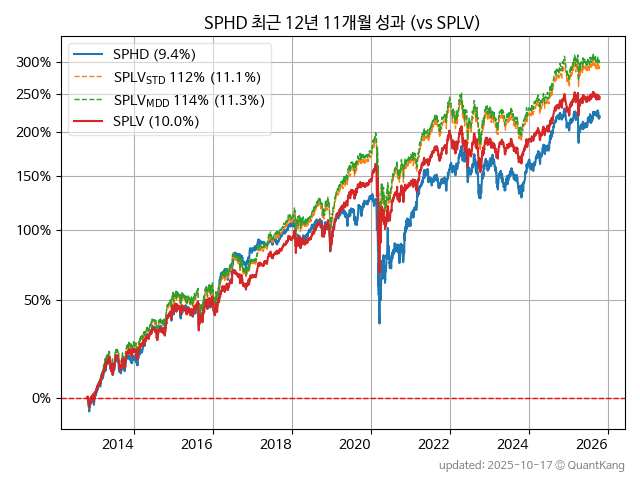 SPHD 최근 12년 11개월 성과 (vs SPLV)
SPHD (9.4%)
SPLV_STD 112% (11.1%)
SPLV_MDD 114% (11.3%)
SPLV (10.0%)
300%
250%
200%
150%
100%
50%
0%
2014 2016 2018 2020 2022 2024 2026
updated: 2025-10-17 © QuantKang